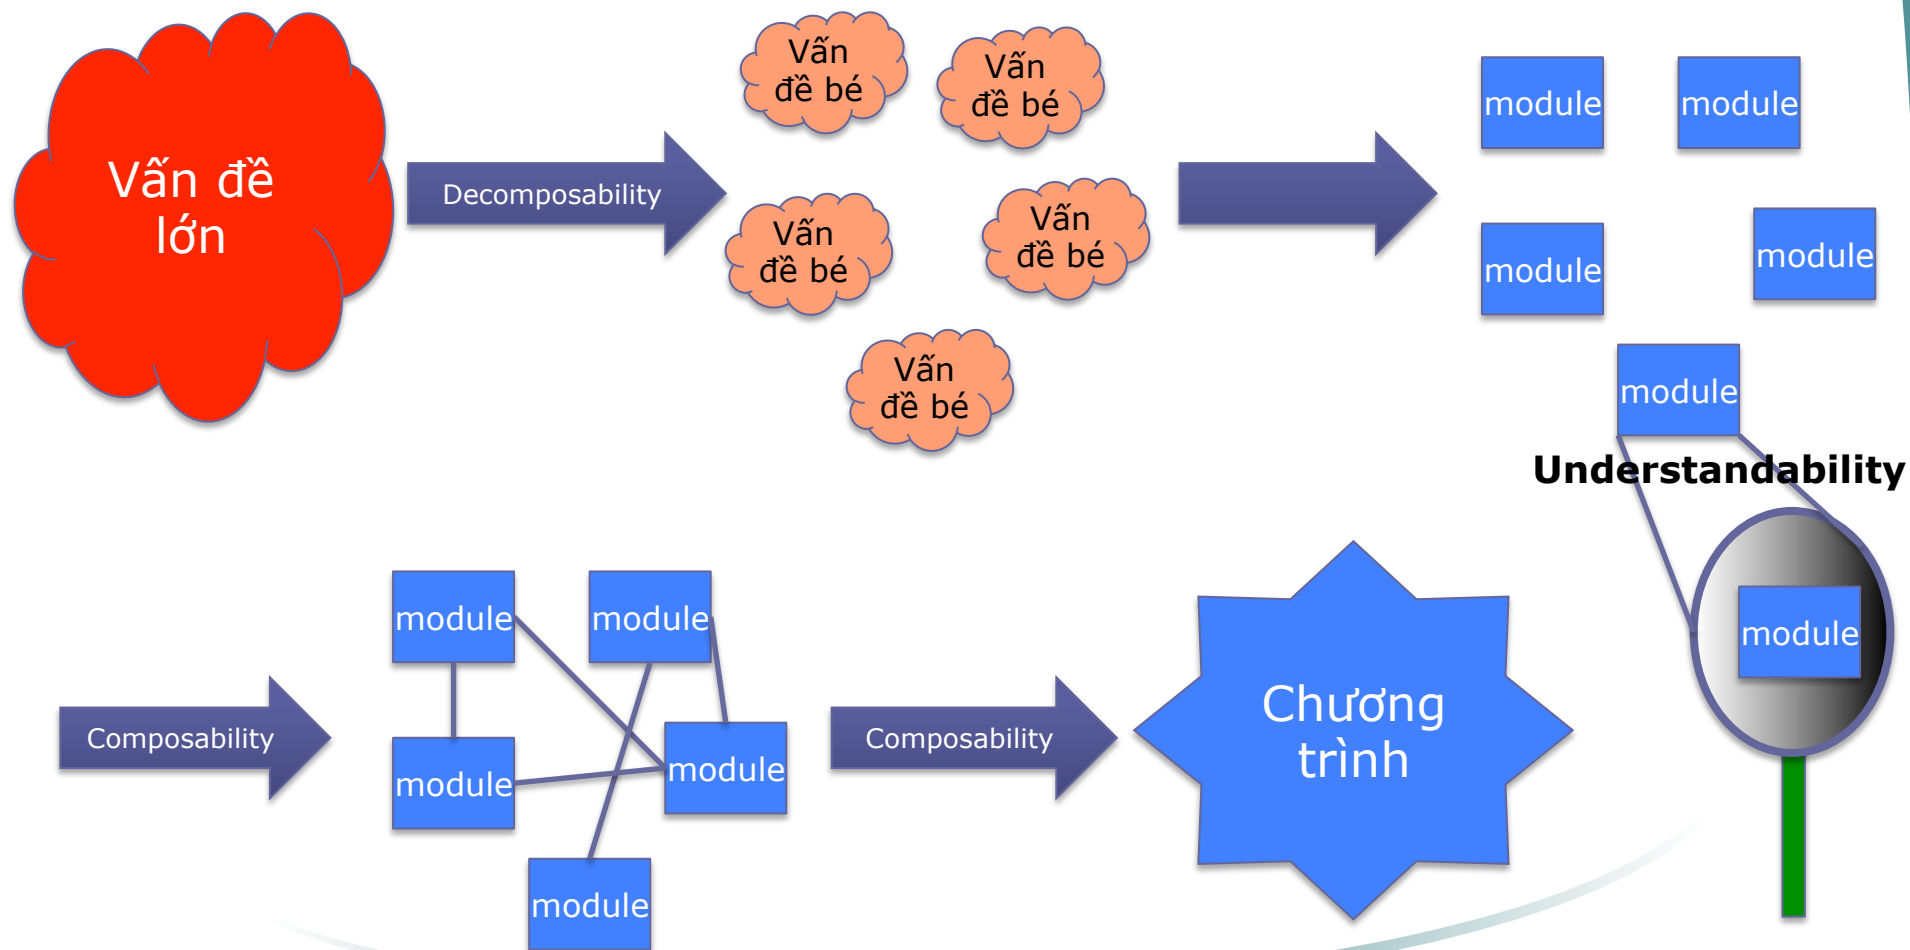 Vấn đề
lớn
Decomposability
Vấn
đề bé
Vấn
đề bé
Vấn
đề bé
Vấn
đề bé
Vấn
đề bé
module
module
module
module
module
Understandability
module
Composability
module
module
module
module
module
Composability
Chương
trình